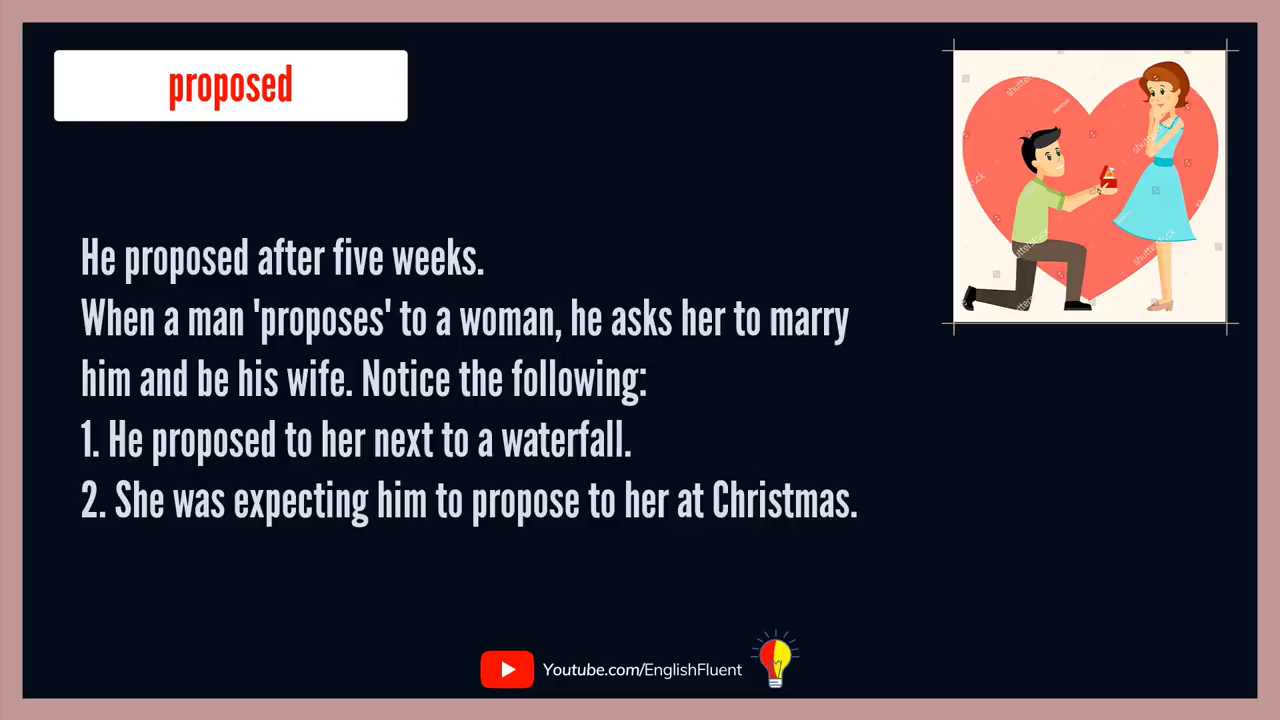 proposed
He proposed after five weeks.
When a man 'proposes' to a woman, he asks her to marry
him and be his wife. Notice the following:
1. He proposed to her next to a waterfall.
2. She was expecting him to propose to her at Christmas.
Youtube.com/EnglishFluent